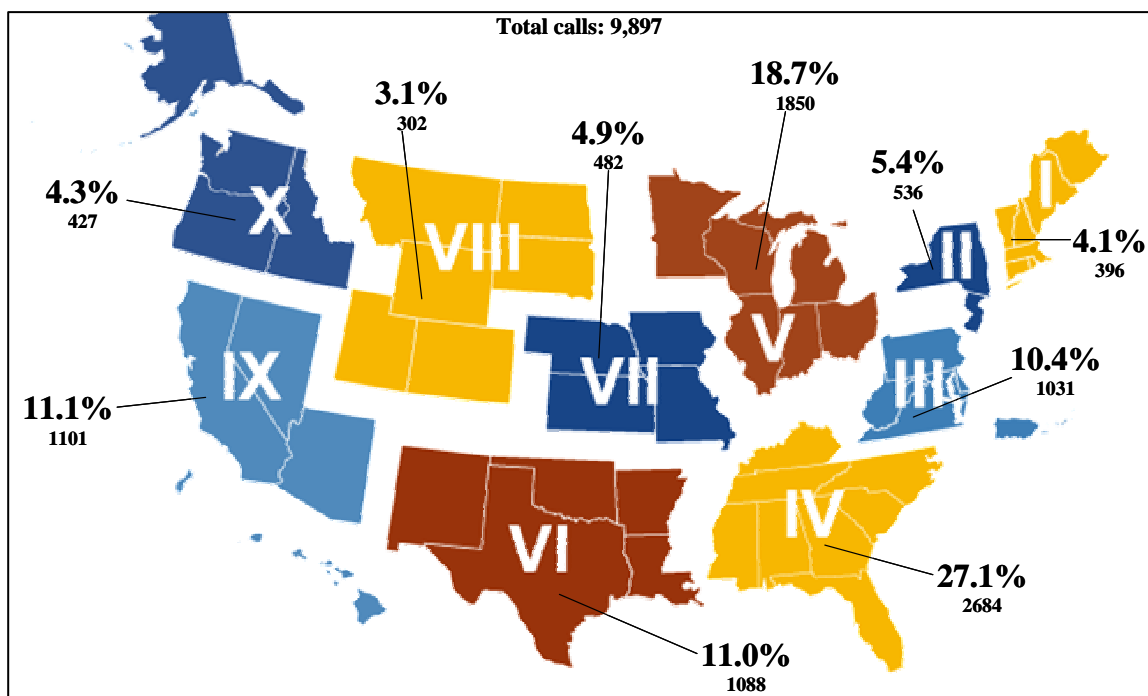 Total calls: 9,897
18.7%
1850
3.1%
302
4.9%
482
5.4%
536
I
4.1%
396
4.3%
427
X
VIII
II
IX
VII
V
III
10.4%
1031
11.1%
1101
VI
IV
27.1%
2684
11.0%
1088